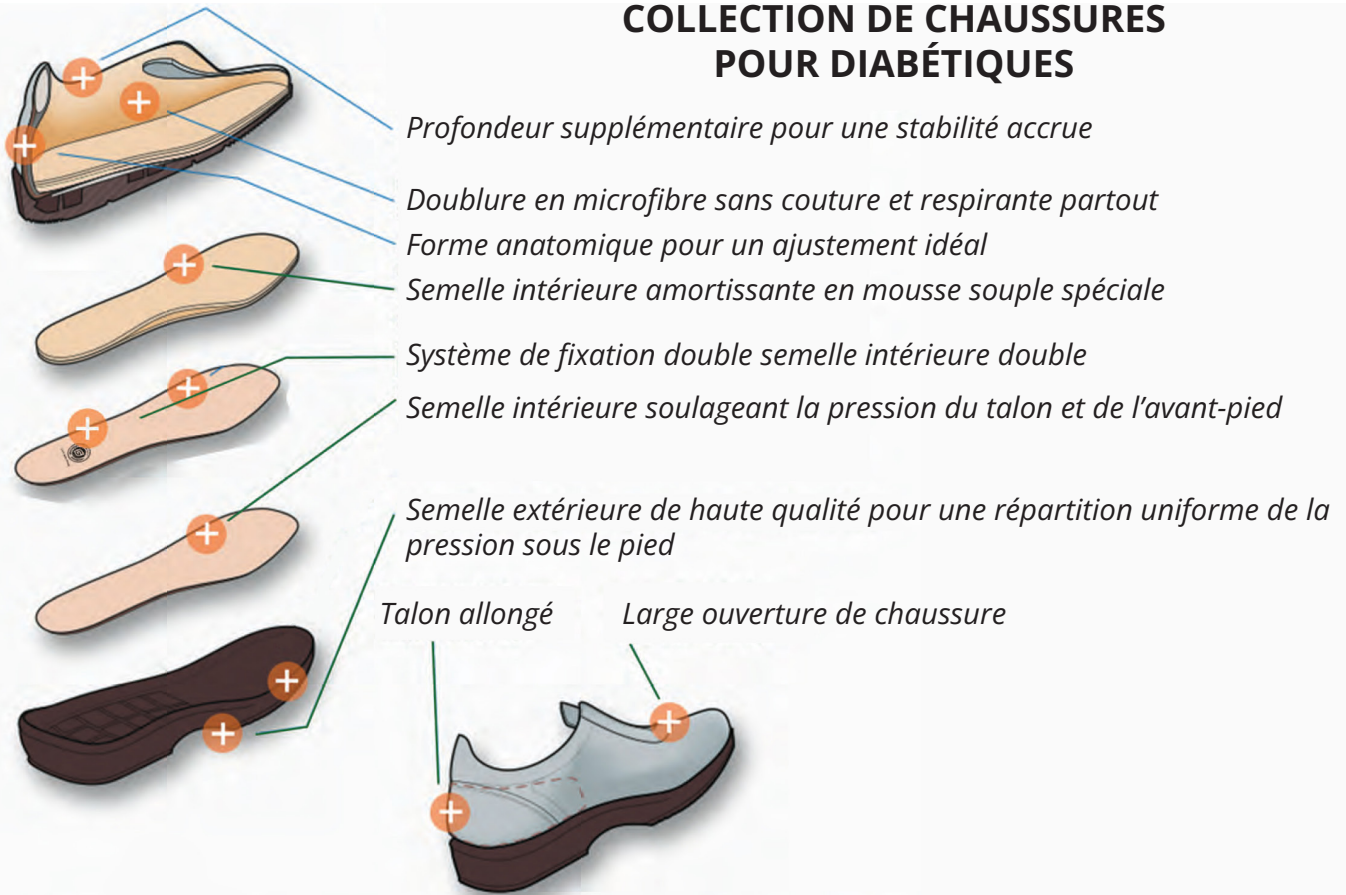 COLLECTION DE CHAUSSURES
POUR DIABÉTIQUES
Profondeur supplémentaire pour une stabilité accrue
Doublure en microfibre sans couture et respirante partout
Forme anatomique pour un ajustement idéal
Semelle intérieure amortissante en mousse souple spéciale
Système de fixation double semelle intérieure double
Semelle intérieure soulageant la pression du talon et de l’avant-pied
Semelle extérieure de haute qualité pour une répartition uniforme de la
pression sous le pied
Talon allongé
Large ouverture de chaussure